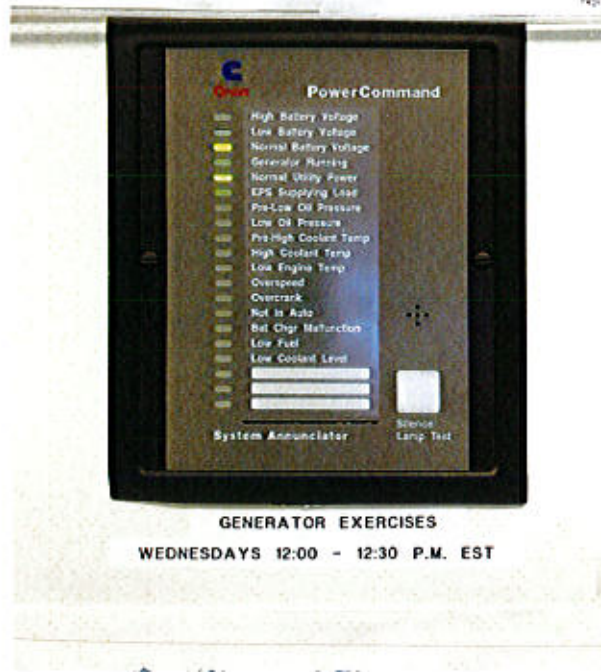 Onan
PowerCommand
High Battery Voltage
Low Battery Voltage
Normal Battery Voltage
Generator Running
Normal Utility Power
EPS Supplying Load
Pre-Low Oil Pressure
Low Oil Pressure
Pre-High Coolant Temp
High Coolant Temp
Low Engine Temp
Overspeed
Overcrank
Not in Auto
Bat Chgr Malfunction
Low Fuel
Low Coolant Level
System Annunciator
Silence
Lamp Test
GENERATOR EXERCISES
WEDNESDAYS 12:00 - 12:30 P.M. EST